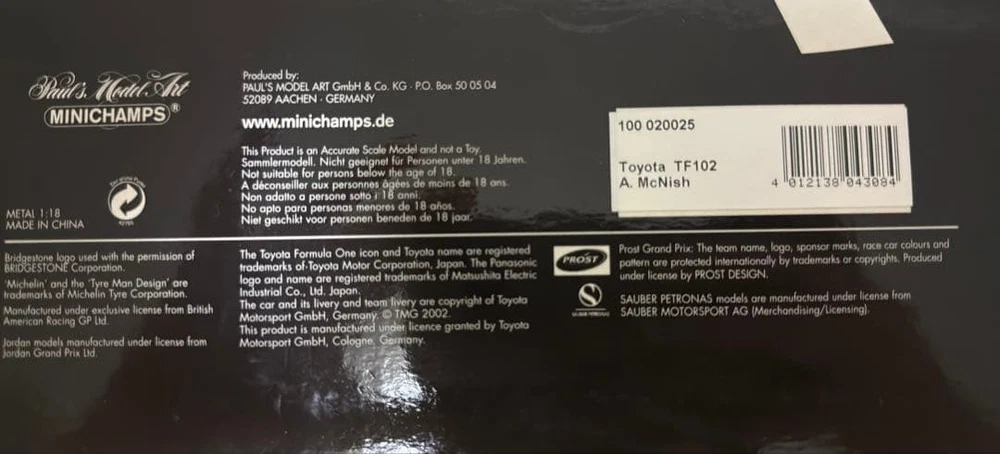 Paul's Model Art
MINICHAMPS®
METAL 1:18
MADE IN CHINA
Produced by:
PAUL'S MODEL ART GmbH & Co. KG · P.O. Box 50 05 04
52089 AACHEN · GERMANY
www.minichamps.de
This Product is an Accurate Scale Model and not a Toy.
Sammlermodell. Nicht geeignet für Personen unter 18 Jahren.
Not suitable for persons below the age of 18.
A déconseiller aux personnes âgées de moins de 18 ans.
Non adatto a persone sotto i 18 anni.
No apto para personas menores de 18 años.
Niet geschikt voor personen beneden de 18 jaar.
100 020025
Toyota TF102
A. McNish
4 012138 043084
Bridgestone logo used with the permission of
BRIDGESTONE Corporation.
'Michelin' and the 'Tyre Man Design' are
trademarks of Michelin Tyre Corporation.
Manufactured under exclusive license from British
American Racing GP Ltd.
Jordan models manufactured under license from
Jordan Grand Prix Ltd.
The Toyota Formula One icon and Toyota name are registered
trademarks of Toyota Motor Corporation, Japan. The Panasonic
logo and name are registered trademarks of Matsushita Electric
Industrial Co., Ltd. Japan.
The car and its livery and team livery are copyright of Toyota
Motorsport GmbH, Germany. © TMG 2002.
This product is manufactured under licence granted by Toyota
Motorsport GmbH, Cologne, Germany.
PROST
Prost Grand Prix: The team name, logo, sponsor marks, race car colours and
pattern are protected internationally by trademarks or copyrights. Produced
under license by PROST DESIGN.
SAUBER PETRONAS
SAUBER PETRONAS models are manufactured under license from
SAUBER MOTORSPORT AG (Merchandising/Licensing).